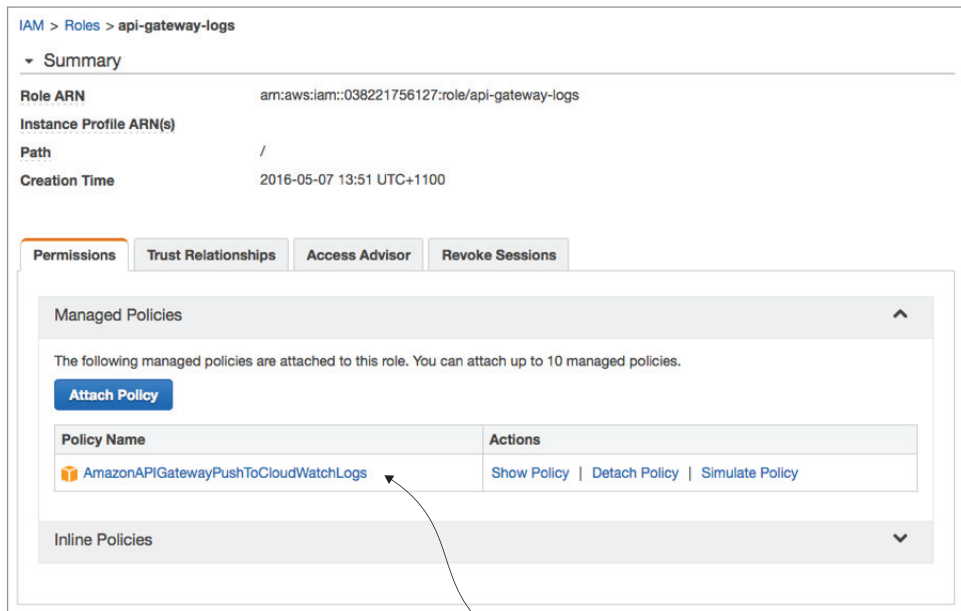 IAM > Roles > api-gateway-logs
Summary
Role ARN arn:aws:iam::038221756127:role/api-gateway-logs
Instance Profile ARN(s)
Path /
Creation Time 2016-05-07 13:51 UTC+1100
Permissions Trust Relationships Access Advisor Revoke Sessions
Managed Policies
The following managed policies are attached to this role. You can attach up to 10 managed policies.
Attach Policy
Policy Name Actions
AmazonAPIGatewayPushToCloudWatchLogs Show Policy | Detach Policy | Simulate Policy
Inline Policies